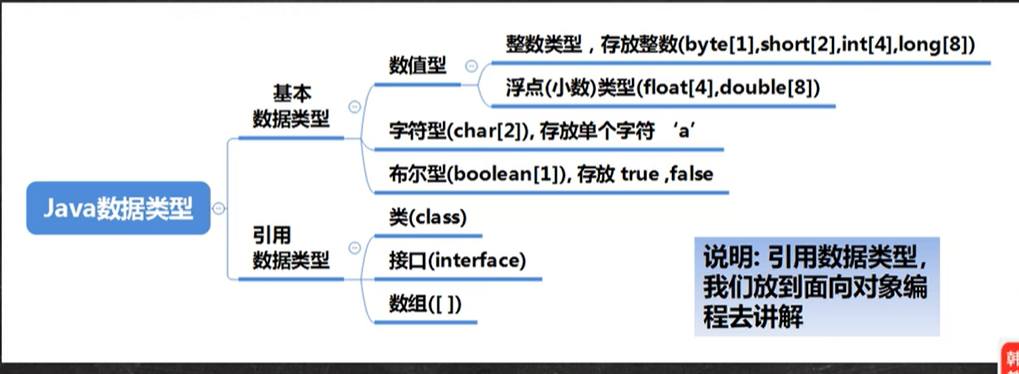 整数类型，存放整数(byte[1],short[2],int[4],long[8])
数值型
浮点(小数)类型(float[4],double[8])
基本
数据类型
字符型(char[2]), 存放单个字符 ‘a’
布尔型(boolean[1]), 存放 true ,false
Java数据类型
类(class)
引用
数据类型
接口(interface)
数组([ ])
说明: 引用数据类型，
我们放到面向对象编
程去讲解
韩